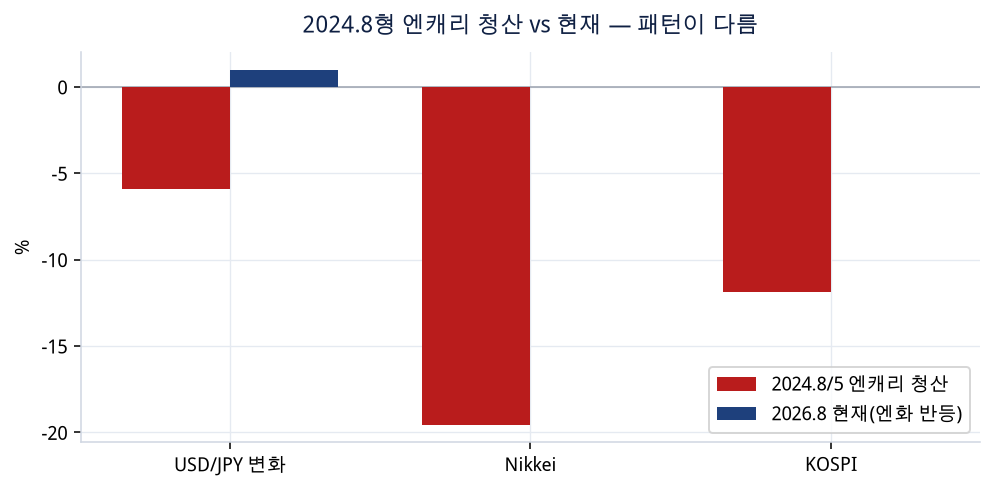 2024.8형 엔캐리 청산 vs 현재 — 패턴이 다름
%
0
-5
-10
-15
-20
2024.8/5 엔캐리 청산
2026.8 현재(엔화 반등)
USD/JPY 변화
Nikkei
KOSPI